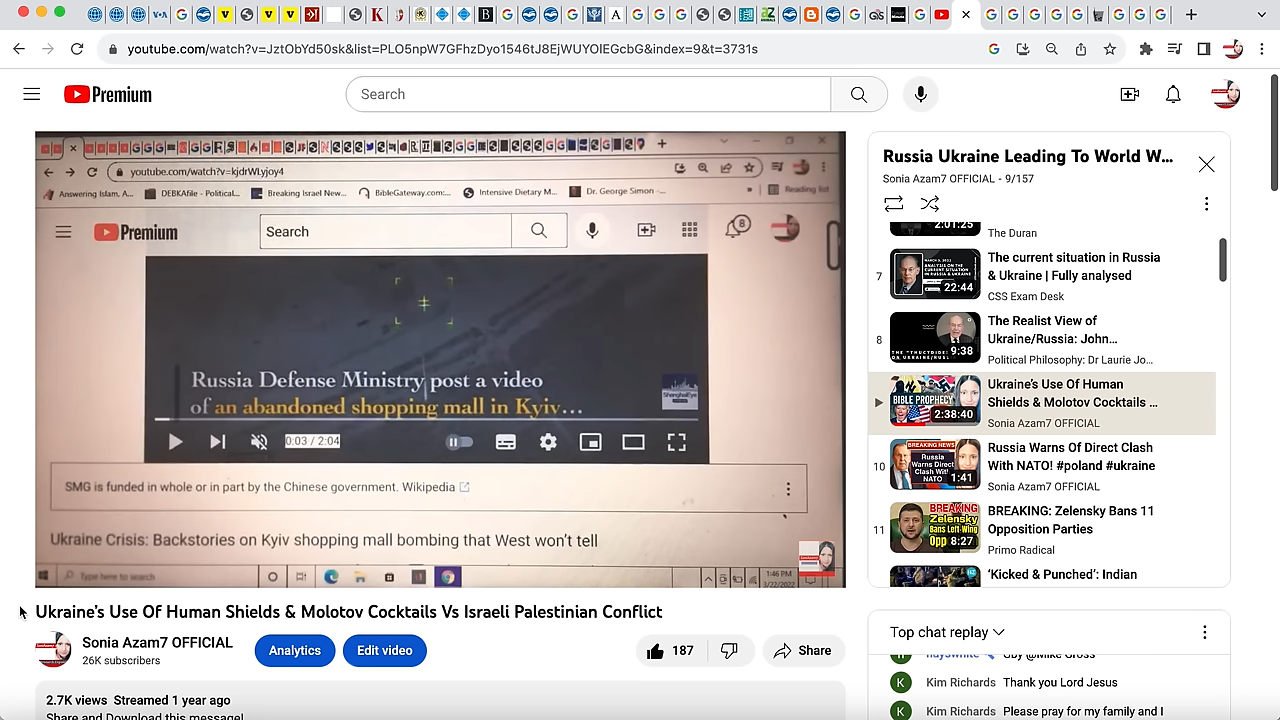 youtube.com/watch?v=JztObYd50sk&list=PLO5npW7GFhzDyo1546tJ8EjWUYOlEGcbG&index=9&t=3731s
Premium
Search
youtube.com/watch?v=kjdrWLyjoy4
Answering Islam, A...
DEBKAfile - Political...
Breaking Israel New...
BibleGateway.com:...
Intensive Dietary M...
Dr. George Simon -...
Reading list
Premium
Search
8
Russia Defense Ministry post a video
of an abandoned shopping mall in Kyiv...
ShanghaiEye
0:03 / 2:04
SMG is funded in whole or in part by the Chinese government. Wikipedia
Ukraine Crisis: Backstories on Kyiv shopping mall bombing that West won't tell
Type here to search
1:46 PM
3/22/2022
Ukraine's Use Of Human Shields & Molotov Cocktails Vs Israeli Palestinian Conflict
Sonia Azam7 OFFICIAL
26K subscribers
Analytics
Edit video
187
Share
2.7K views Streamed 1 year ago
Share and Download this message!
Russia Ukraine Leading To World W...
Sonia Azam7 OFFICIAL - 9/157
2:01:25
The Duran
7
22:44
The current situation in Russia
& Ukraine | Fully analysed
CSS Exam Desk
8
9:38
The Realist View of
Ukraine/Russia: John...
Political Philosophy: Dr Laurie Jo...
BIBLE PROPHECY
2:38:40
Ukraine's Use Of Human
Shields & Molotov Cocktails ...
Sonia Azam7 OFFICIAL
10
BREAKING NEWS
Russia
Warns Direct
Clash With
NATO
1:41
Russia Warns Of Direct Clash
With NATO! #poland #ukraine
Sonia Azam7 OFFICIAL
11
BREAKING
Zelensky
Bans Left-Wing
Opp
8:27
BREAKING: Zelensky Bans 11
Opposition Parties
Primo Radical
'Kicked & Punched': Indian
Top chat replay
Kim Richards Thank you Lord Jesus
Kim Richards Please pray for my family and I